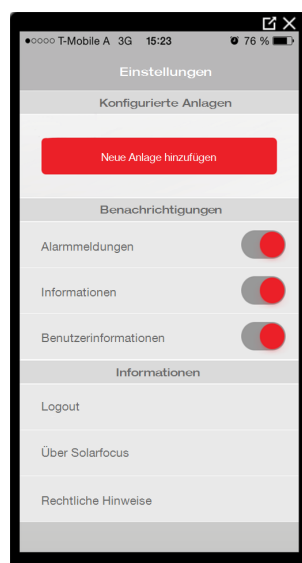 ●○○○○ T-Mobile A 3G 15:23 76 %
Einstellungen
Konfigurierte Anlagen
Neue Anlage hinzufügen
Benachrichtigungen
Alarmmeldungen
Informationen
Benutzerinformationen
Informationen
Logout
Über Solarfocus
Rechtliche Hinweise